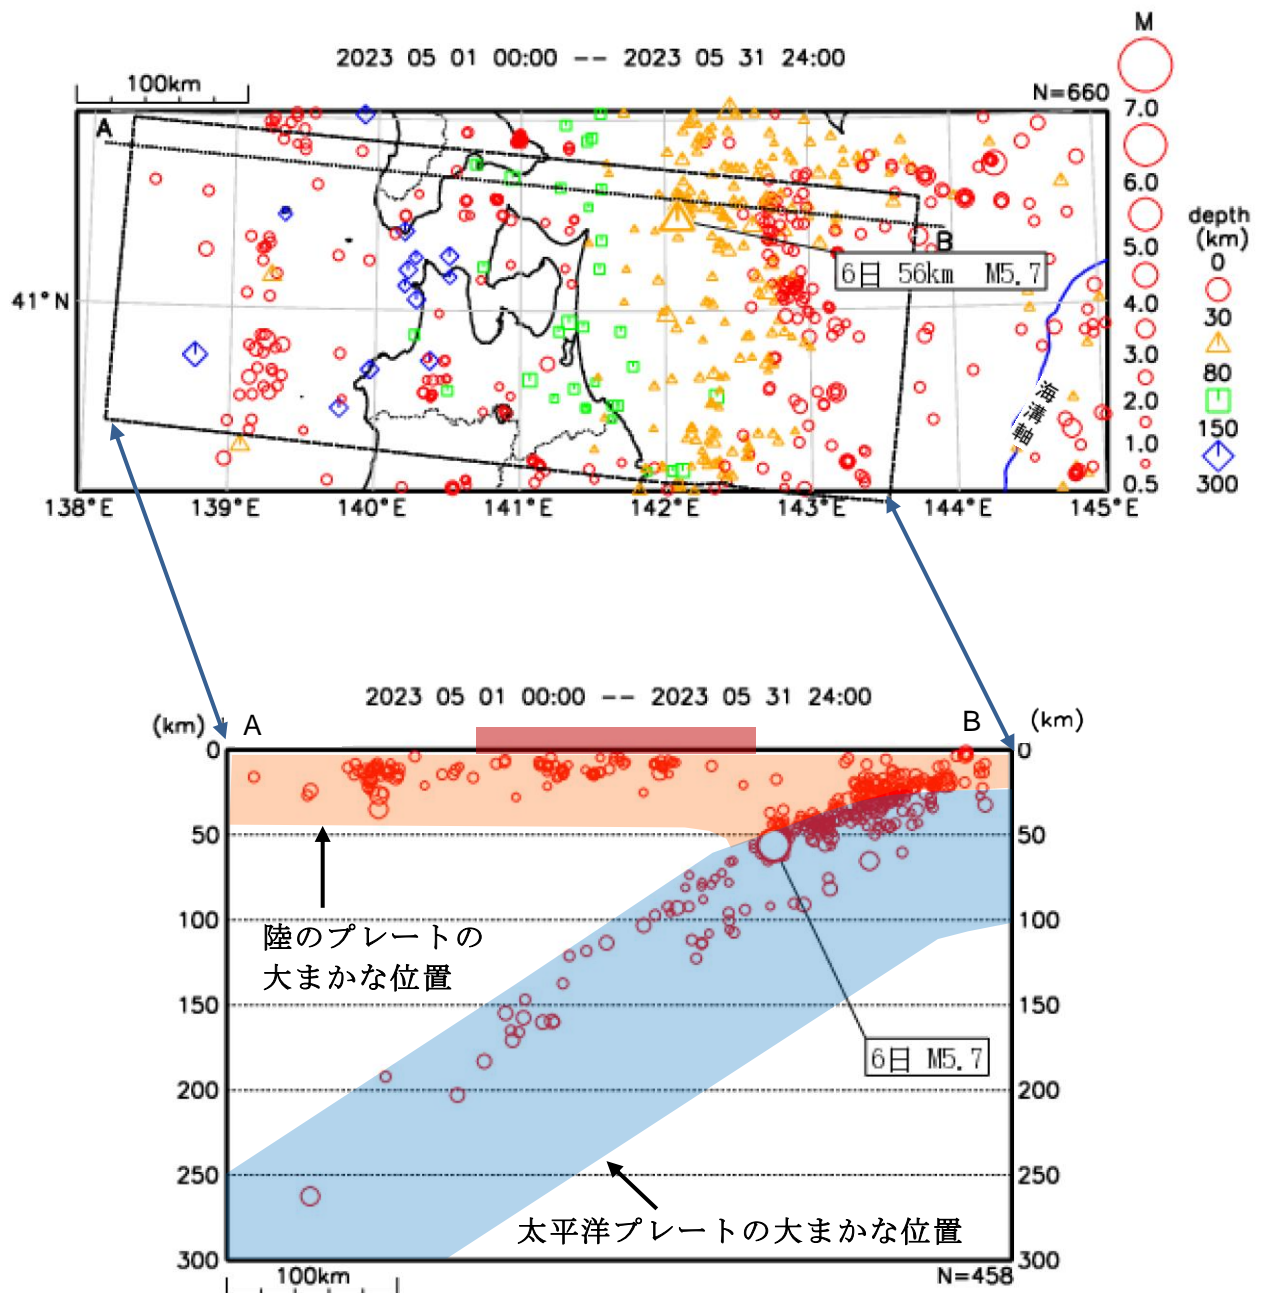 M
2023 05 01 00:00 -- 2023 05 31 24:00
100km
N=660
7.0
A
6.0
depth
(km)
5.0
B
0
6日 56km M5.7
41°N
4.0
30
3.0
80
海溝軸
2.0
150
1.0
300
0.5
138°E
139°E
140°E
141°E
142°E
143°E
144°E
145°E
2023 05 01 00:00 -- 2023 05 31 24:00
(km)
A
B
(km)
0
0
50
50
100
100
陸のプレートの
大まかな位置
150
150
6日 M5.7
200
200
250
250
太平洋プレートの大まかな位置
300
300
100km
N=458